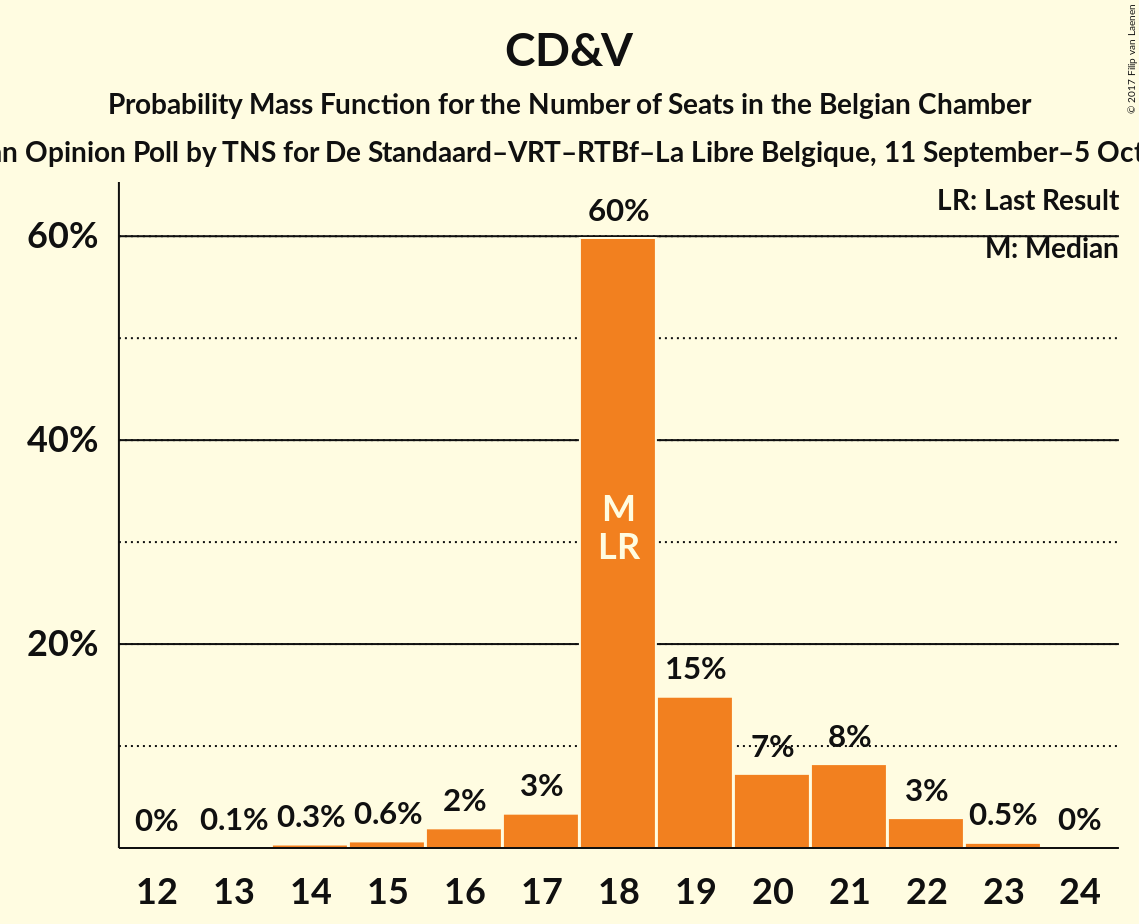 CD&V
Probability Mass Function for the Number of Seats in the Belgian Chamber
Opinion Poll by TNS for De Standaard–VRT–RTBf–La Libre Belgique, 11 September–5
© 2017 Filip van Laenen
LR: Last Result
M: Median
60%
40%
20%
0%
0.1%
0.3%
0.6%
2%
3%
60%
M
LR
15%
7%
8%
3%
0.5%
0%
12 13 14 15 16 17 18 19 20 21 22 23 24